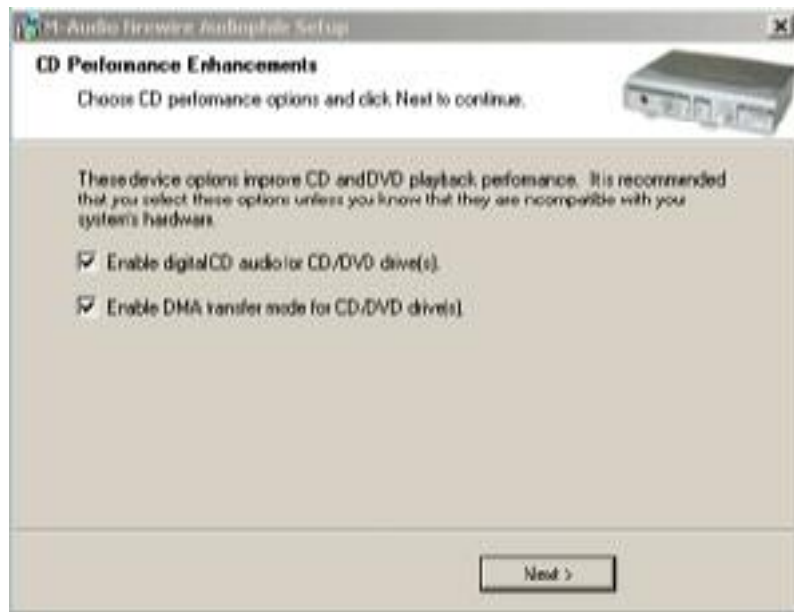 M-Audio Firewire Audiophile Setup
CD Performance Enhancements
Choose CD performance options and click Next to continue.
These device options improve CD and DVD playback performance. It is recommended
that you select these options unless you know that they are incompatible with your
system's hardware.
Enable digital CD audio for CD/DVD drive(s).
Enable DMA transfer mode for CD/DVD drive(s).
Next >